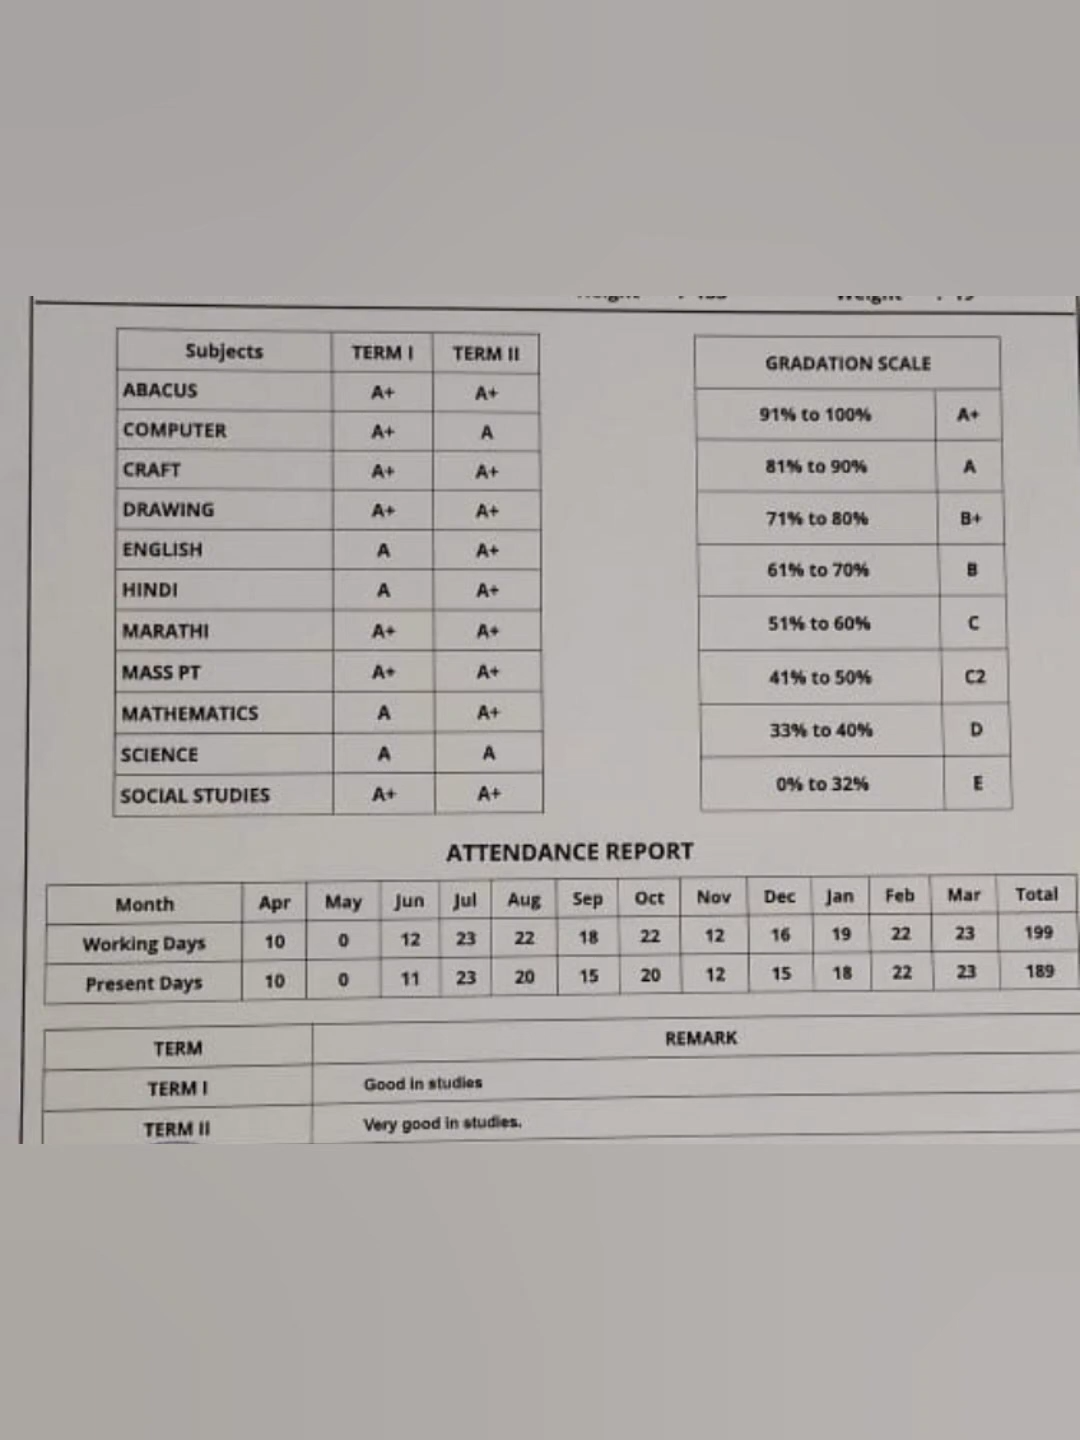 Subjects TERM I TERM II
ABACUS A+ A+
COMPUTER A+ A
CRAFT A+ A+
DRAWING A+ A+
ENGLISH A A+
HINDI A A+
MARATHI A+ A+
MASS PT A+ A+
MATHEMATICS A A+
SCIENCE A A
SOCIAL STUDIES A+ A+
GRADATION SCALE
91% to 100% A+
81% to 90% A
71% to 80% B+
61% to 70% B
51% to 60% C
41% to 50% C2
33% to 40% D
0% to 32% E
ATTENDANCE REPORT
Month Apr May Jun Jul Aug Sep Oct Nov Dec Jan Feb Mar Total
Working Days 10 0 12 23 22 18 22 12 16 19 22 23 199
Present Days 10 0 11 23 20 15 20 12 15 18 22 23 189
TERM REMARK
TERM I Good in studies
TERM II Very good in studies.